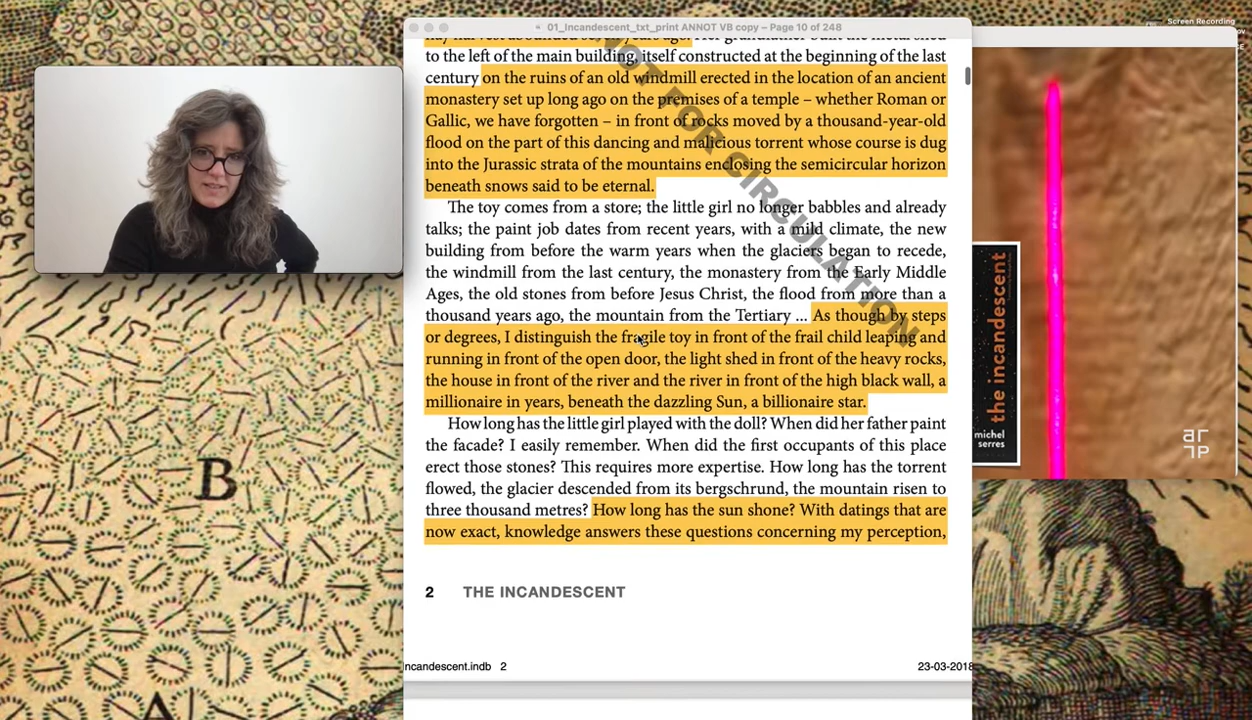 Screen Recording
01_Incandescent_txt_print ANNOT VB copy – Page 10 of 248
to the left of the main building, itself constructed at the beginning of the last
century on the ruins of an old windmill erected in the location of an ancient
monastery set up long ago on the premises of a temple – whether Roman or
Gallic, we have forgotten – in front of rocks moved by a thousand-year-old
flood on the part of this dancing and malicious torrent whose course is dug
into the Jurassic strata of the mountains enclosing the semicircular horizon
beneath snows said to be eternal.
The toy comes from a store; the little girl no longer babbles and already
talks; the paint job dates from recent years, with a mild climate, the new
building from before the warm years when the glaciers began to recede,
the windmill from the last century, the monastery from the Early Middle
Ages, the old stones from before Jesus Christ, the flood from more than a
thousand years ago, the mountain from the Tertiary ... As though by steps
or degrees, I distinguish the fragile toy in front of the frail child leaping and
running in front of the open door, the light shed in front of the heavy rocks,
the house in front of the river and the river in front of the high black wall, a
millionaire in years, beneath the dazzling Sun, a billionaire star.
How long has the little girl played with the doll? When did her father paint
the facade? I easily remember. When did the first occupants of this place
erect those stones? This requires more expertise. How long has the torrent
flowed, the glacier descended from its bergschrund, the mountain risen to
three thousand metres? How long has the sun shone? With datings that are
now exact, knowledge answers these questions concerning my perception,
2 THE INCANDESCENT
ncandescent.indb 2
23-03-2018
NOT FOR CIRCULATION
the incandescent
michel
serres
B
A